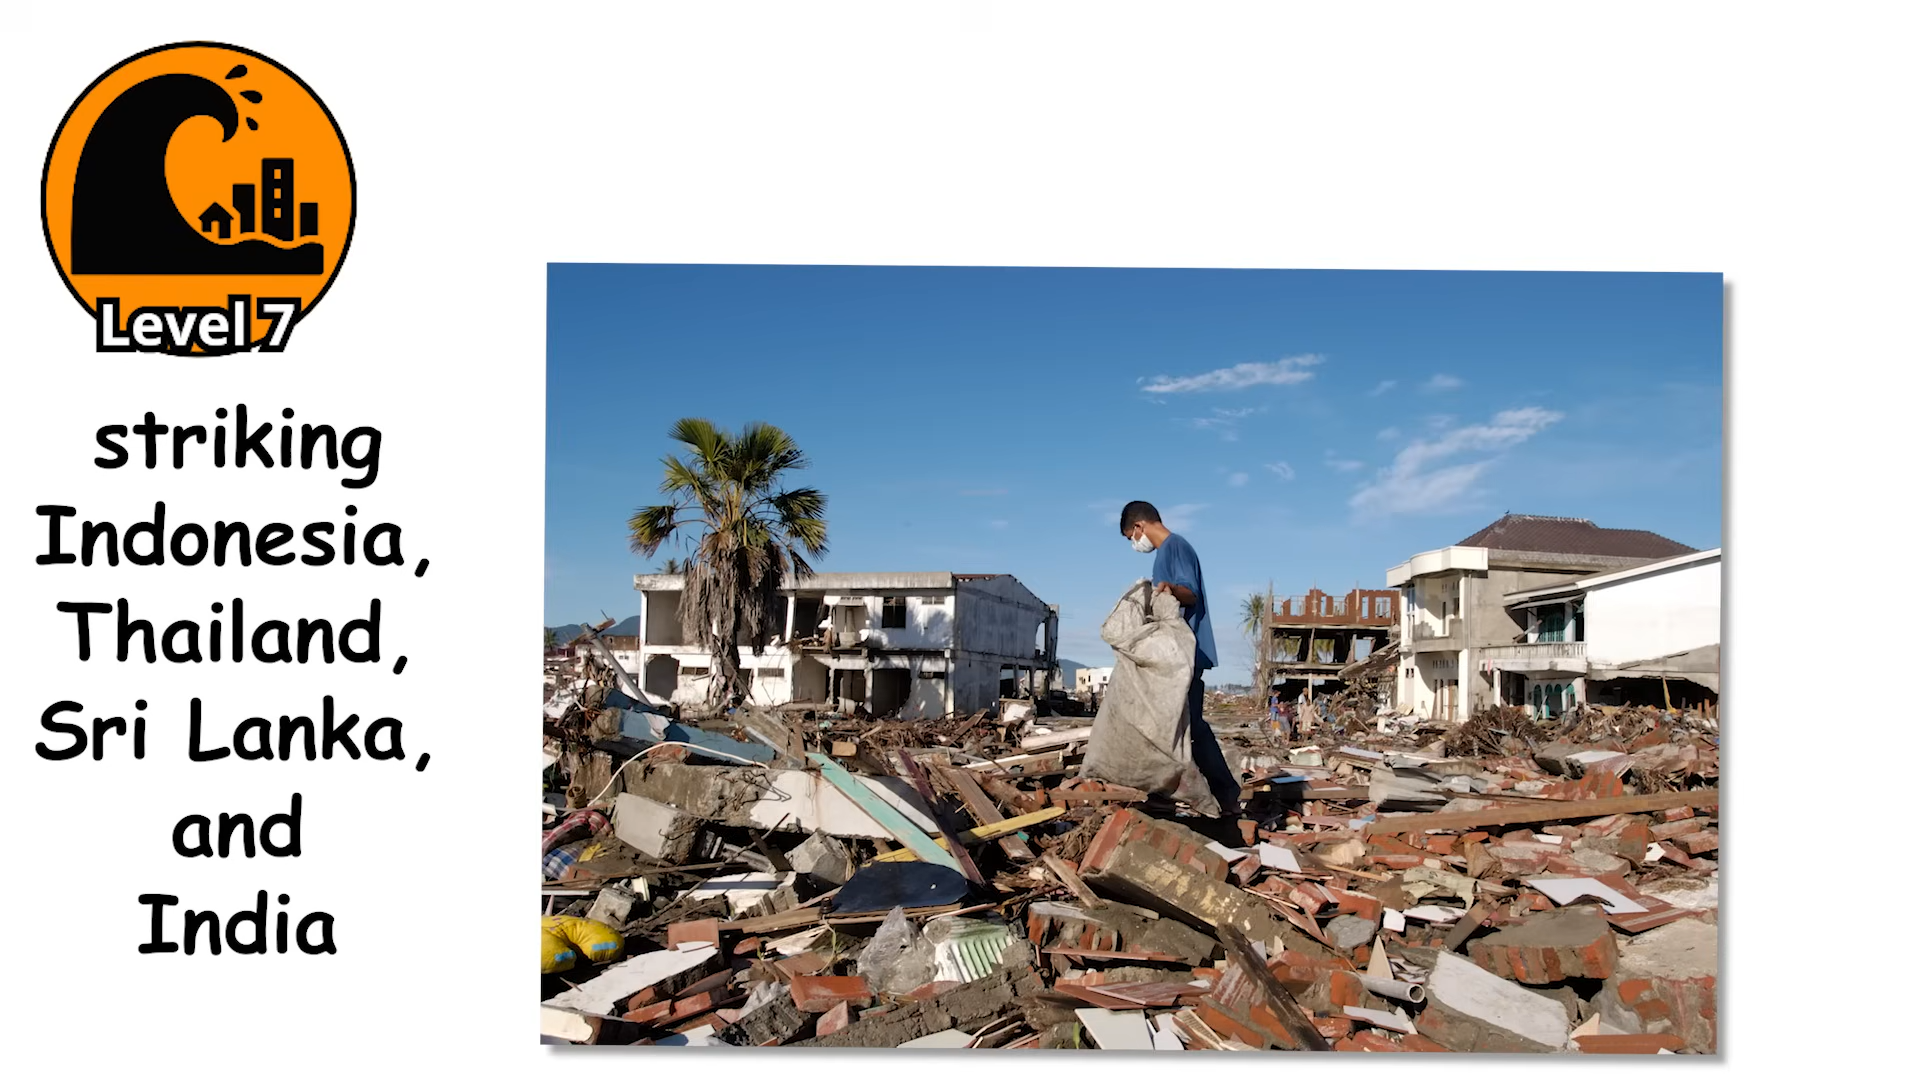 Level 7
striking
Indonesia,
Thailand,
Sri Lanka,
and
India